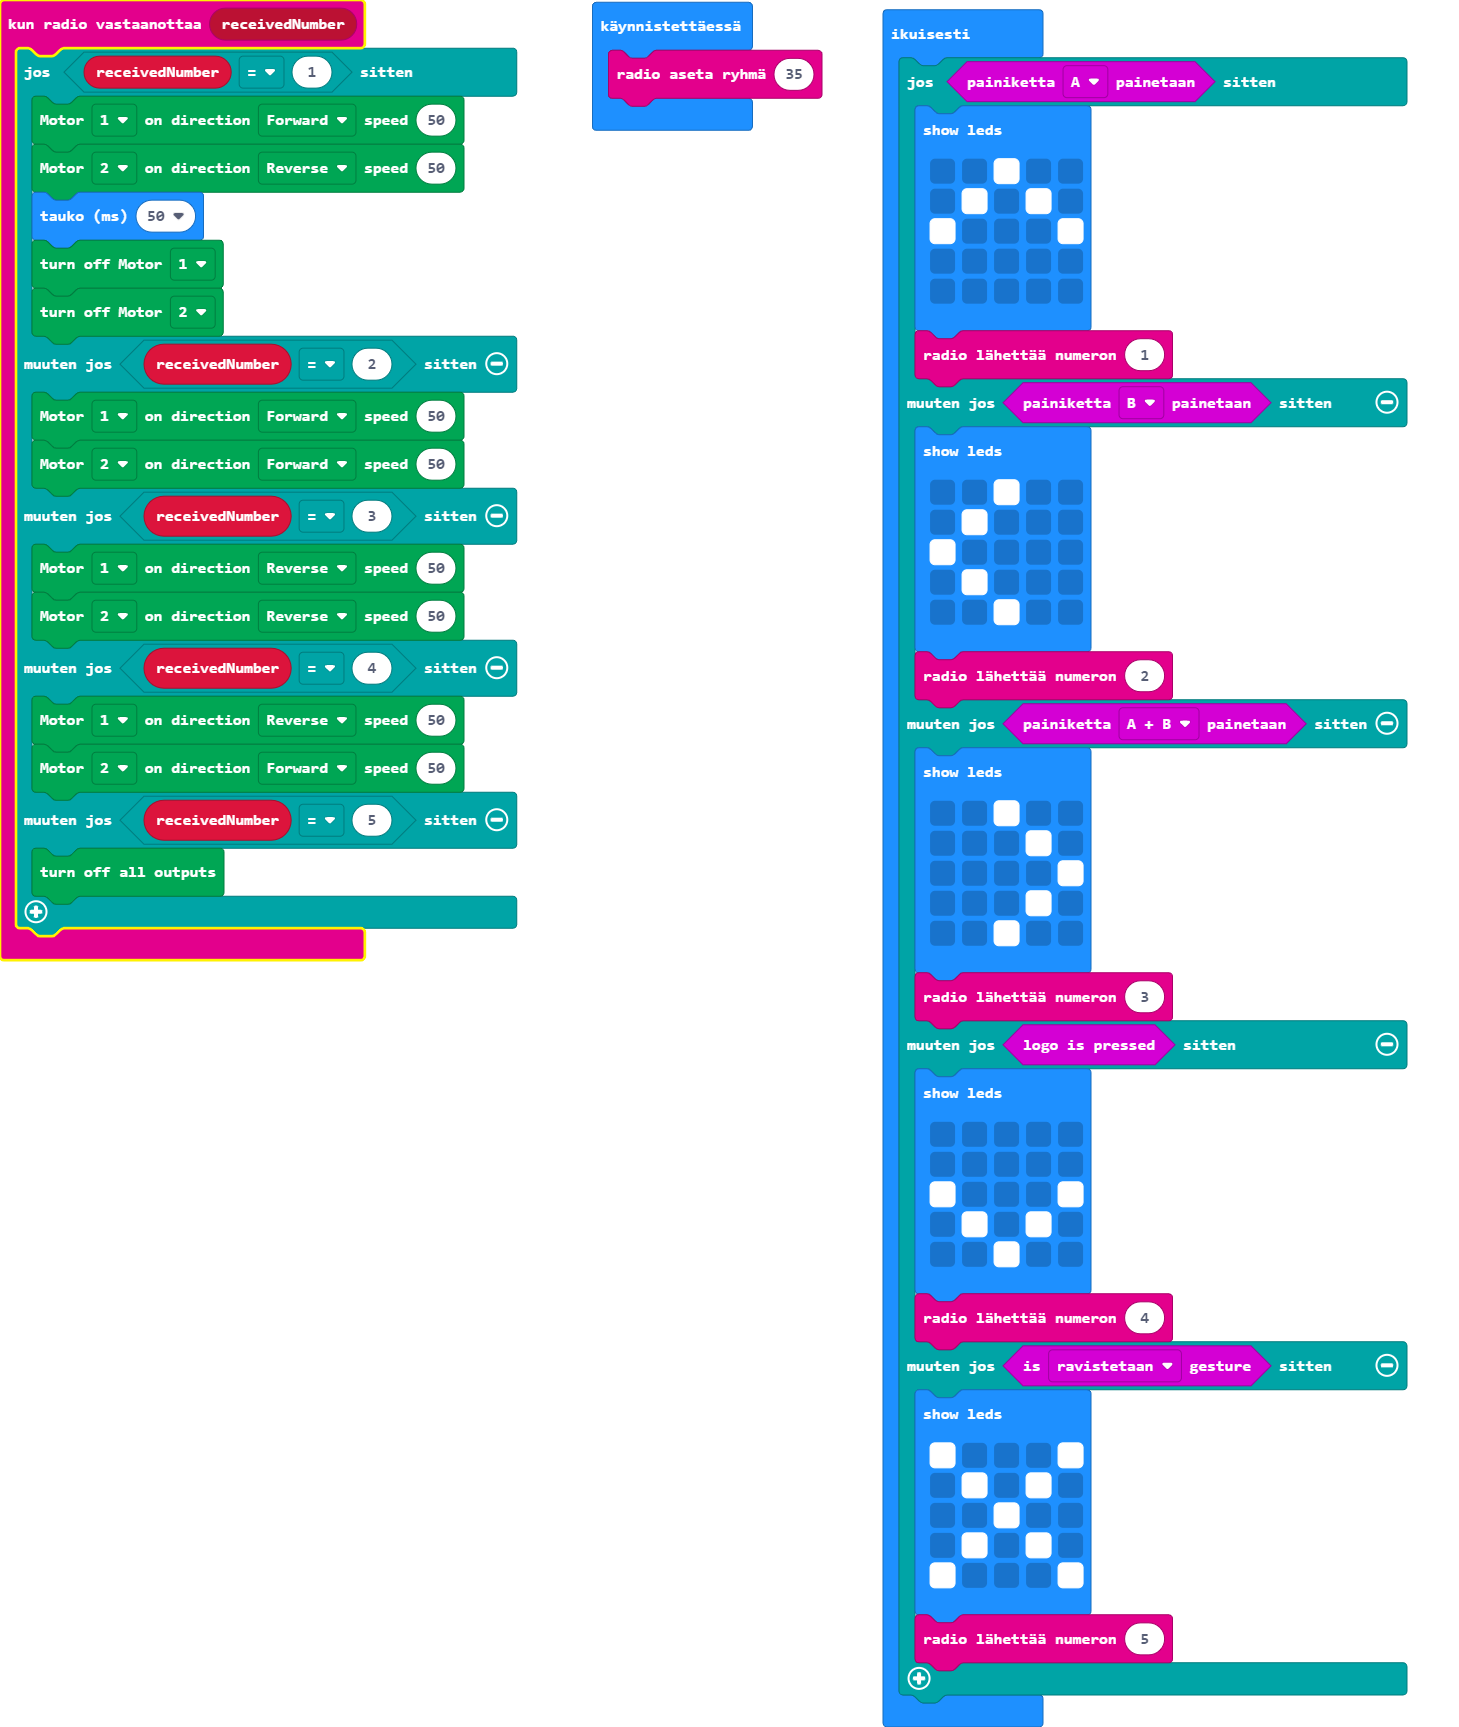 kun radio vastaanottaa receivedNumber
jos receivedNumber = 1 sitten
Motor 1 on direction Forward speed 50
Motor 2 on direction Reverse speed 50
tauko (ms) 50
turn off Motor 1
turn off Motor 2
muuten jos receivedNumber = 2 sitten
Motor 1 on direction Forward speed 50
Motor 2 on direction Forward speed 50
muuten jos receivedNumber = 3 sitten
Motor 1 on direction Reverse speed 50
Motor 2 on direction Reverse speed 50
muuten jos receivedNumber = 4 sitten
Motor 1 on direction Reverse speed 50
Motor 2 on direction Forward speed 50
muuten jos receivedNumber = 5 sitten
turn off all outputs
käynnistettäessä
radio aseta ryhmä 35
ikuisesti
jos painiketta A painetaan sitten
show leds
radio lähettää numeron 1
muuten jos painiketta B painetaan sitten
show leds
radio lähettää numeron 2
muuten jos painiketta A + B painetaan sitten
show leds
radio lähettää numeron 3
muuten jos logo is pressed sitten
show leds
radio lähettää numeron 4
muuten jos is ravistetaan gesture sitten
show leds
radio lähettää numeron 5